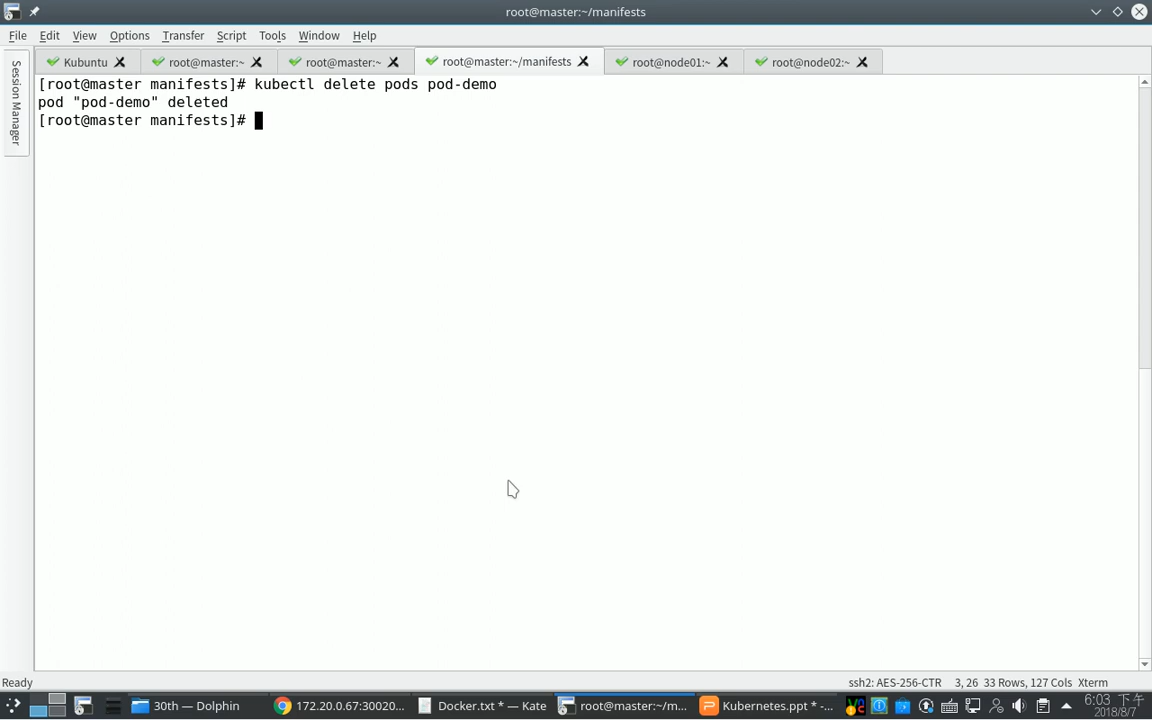 root@master:~/manifests
File Edit View Options Transfer Script Tools Window Help
Session Manager
Kubuntu root@master:~ root@master:~ root@master:~/manifests root@node01:~ root@node02:~
[root@master manifests]# kubectl delete pods pod-demo
pod "pod-demo" deleted
[root@master manifests]#
Ready ssh2: AES-256-CTR 3, 26 33 Rows, 127 Cols Xterm
30th — Dolphin 172.20.0.67:30020... Docker.txt * — Kate root@master:~/m... Kubernetes.ppt * -... 6:03 下午
2018/8/7